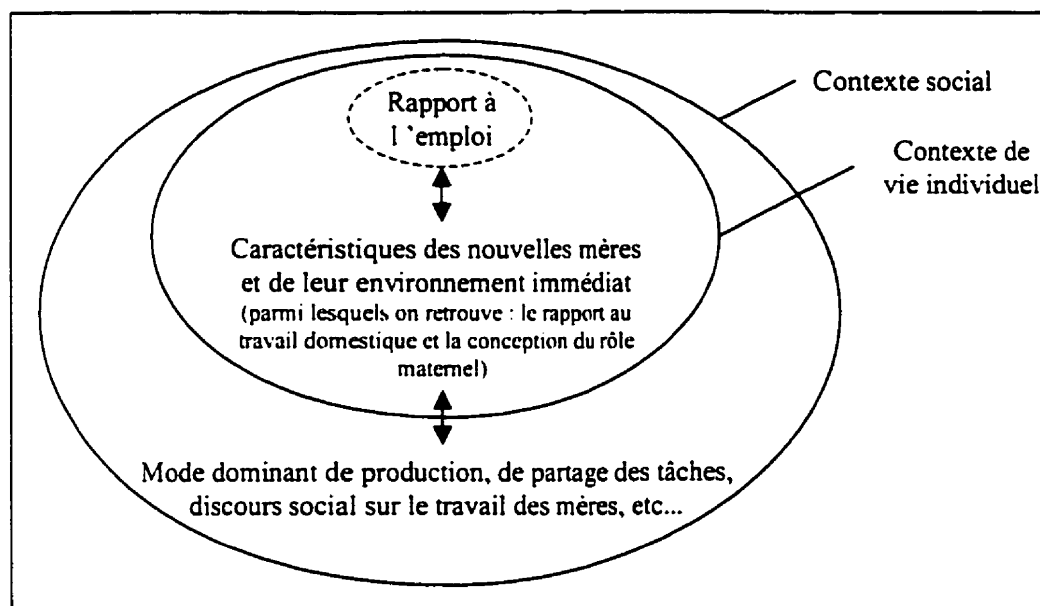 Rapport à
l 'emploi
Contexte social
Contexte de
vie individuel
Caractéristiques des nouvelles mères
et de leur environnement immédiat
(parmi lesquels on retrouve : le rapport au
travail domestique et la conception du rôle
maternel)
Mode dominant de production, de partage des tâches,
discours social sur le travail des mères, etc...